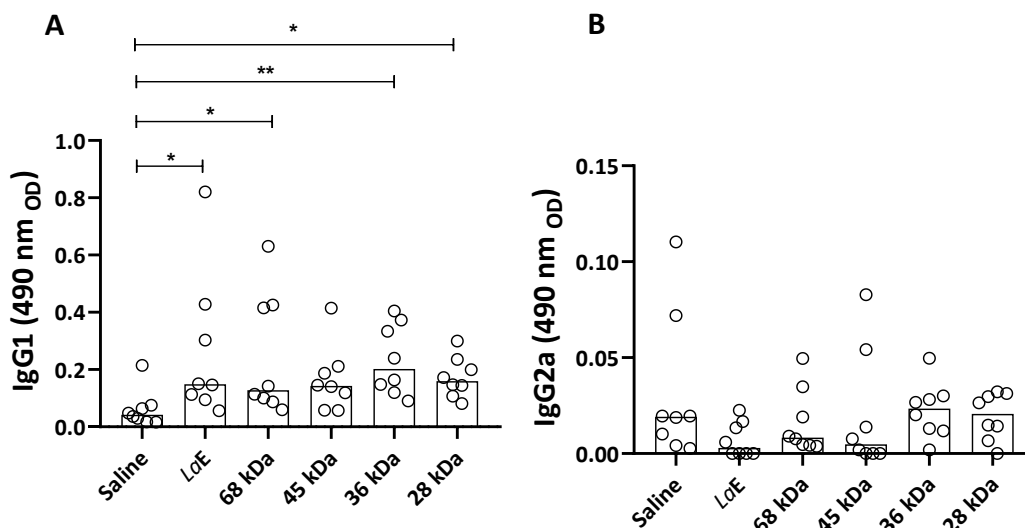 A
B
*
**
*
*
IgG1 (490 nm OD)
1.0
0.8
0.6
0.4
0.2
0.0
Saline
LaE
68 kDa
45 kDa
36 kDa
28 kDa
IgG2a (490 nm OD)
0.15
0.10
0.05
0.00
Saline
LaE
68 kDa
45 kDa
36 kDa
28 kDa